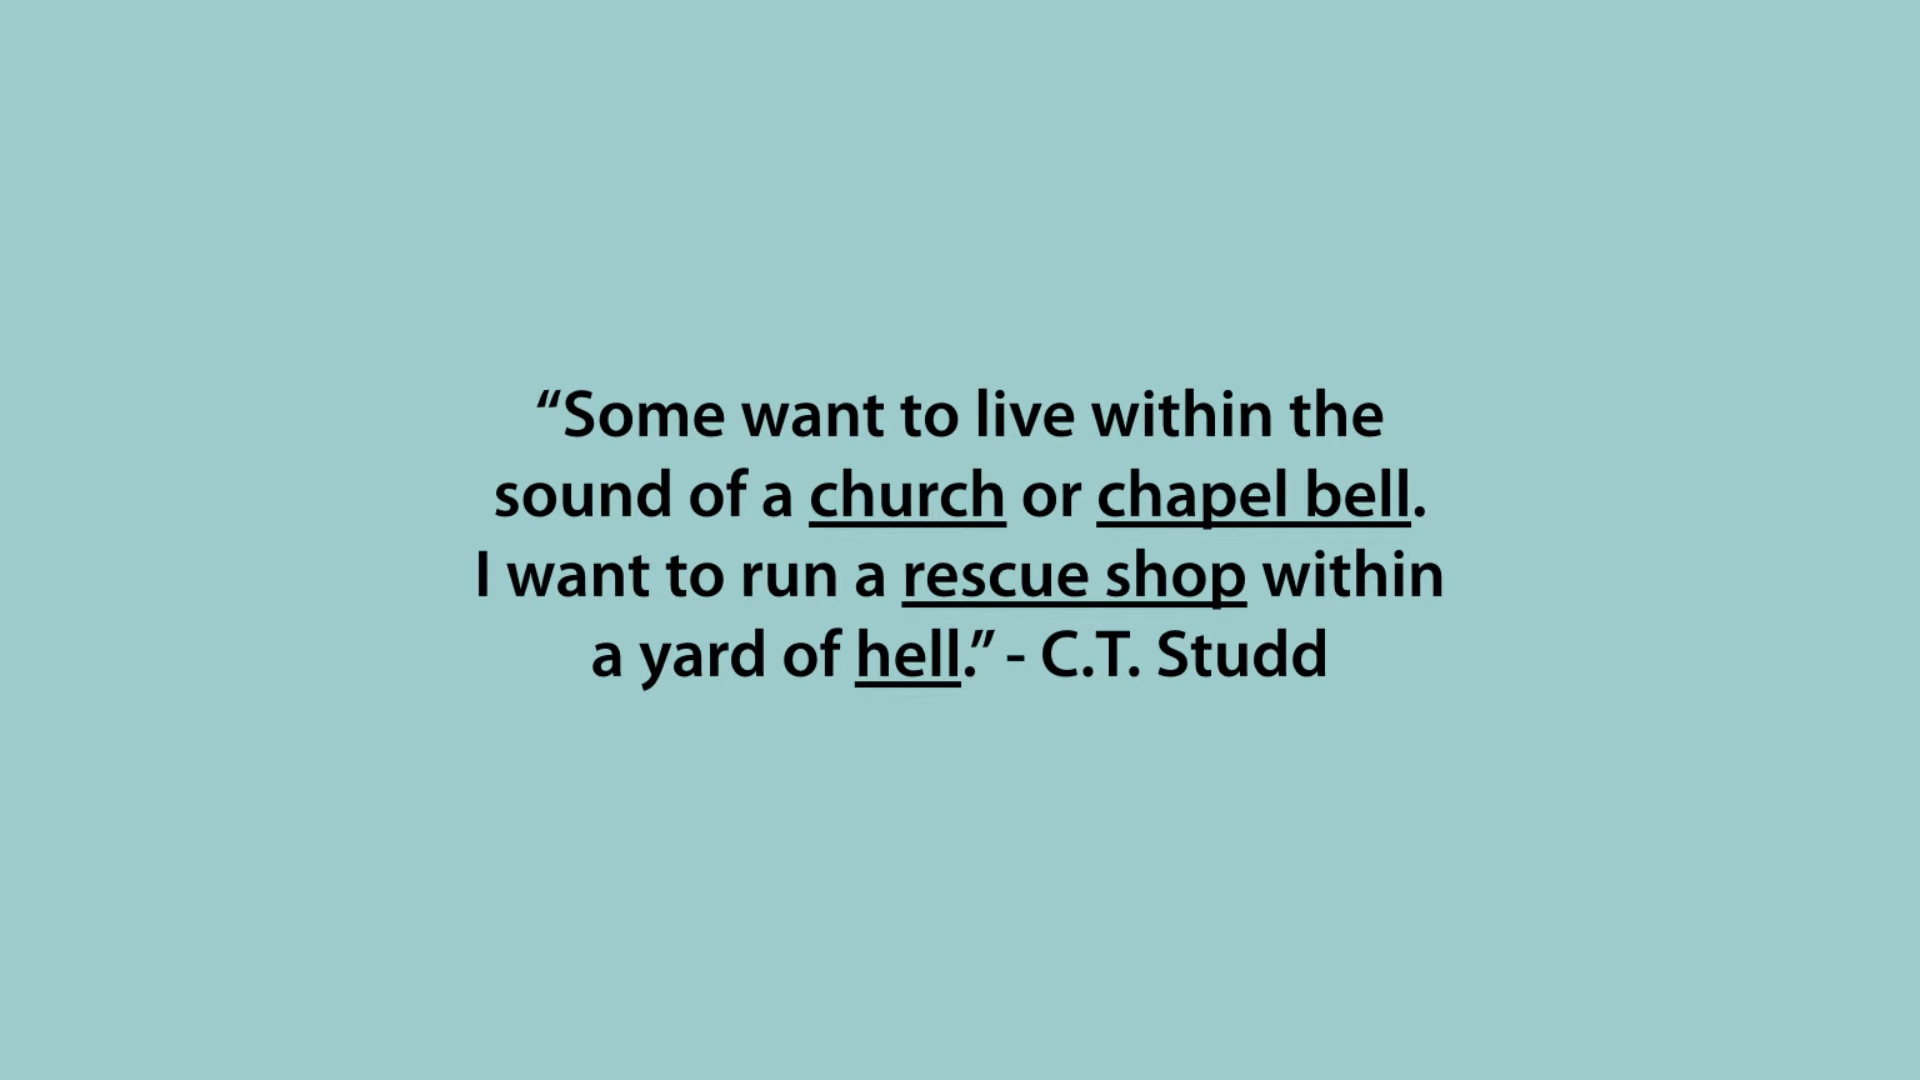 “Some want to live within the
sound of a church or chapel bell.
I want to run a rescue shop within
a yard of hell.” - C.T. Studd